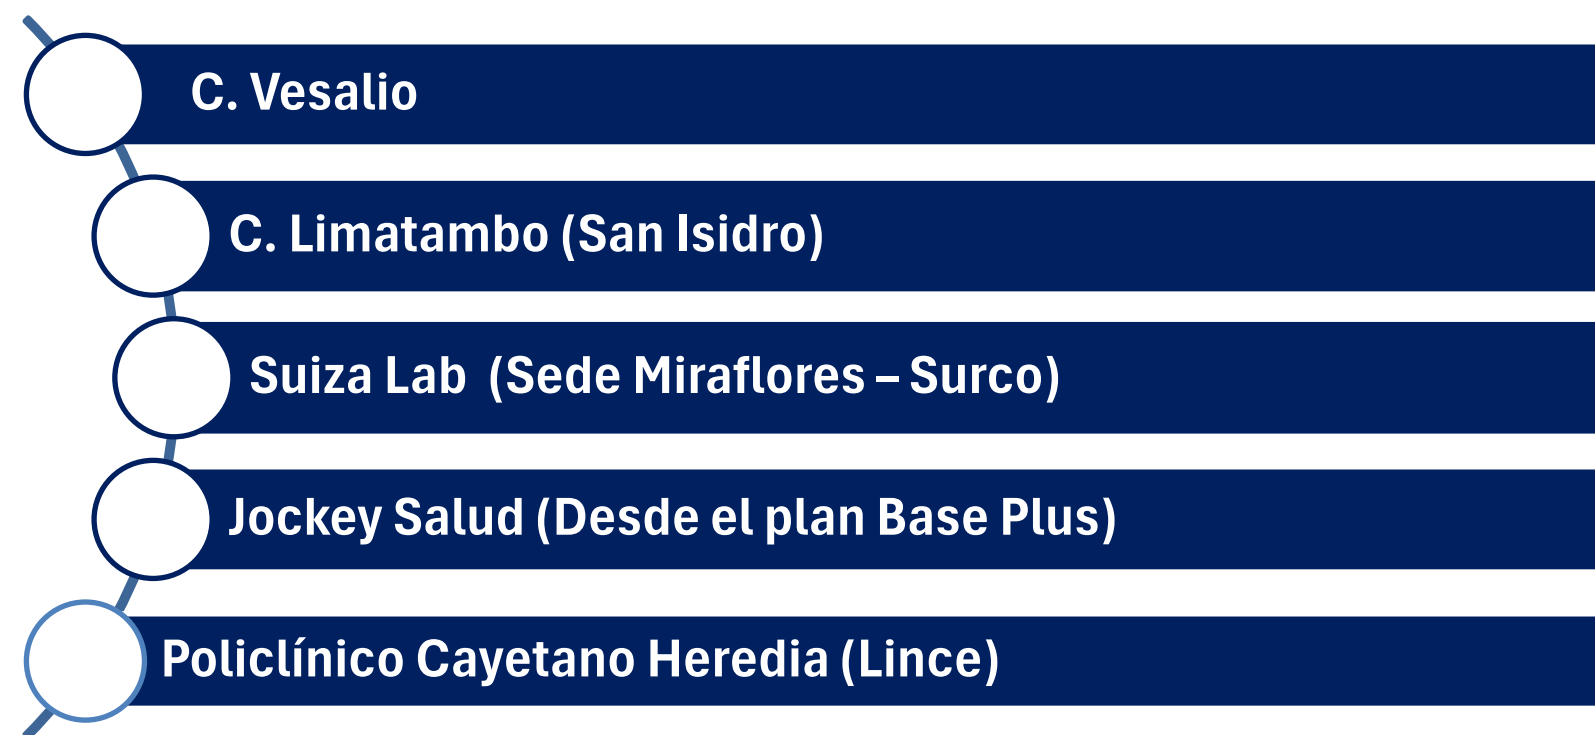 C. Vesalio
C. Limatambo (San Isidro)
Suiza Lab  (Sede Miraflores – Surco)
Jockey Salud (Desde el plan Base Plus)
Policlínico Cayetano Heredia (Lince)